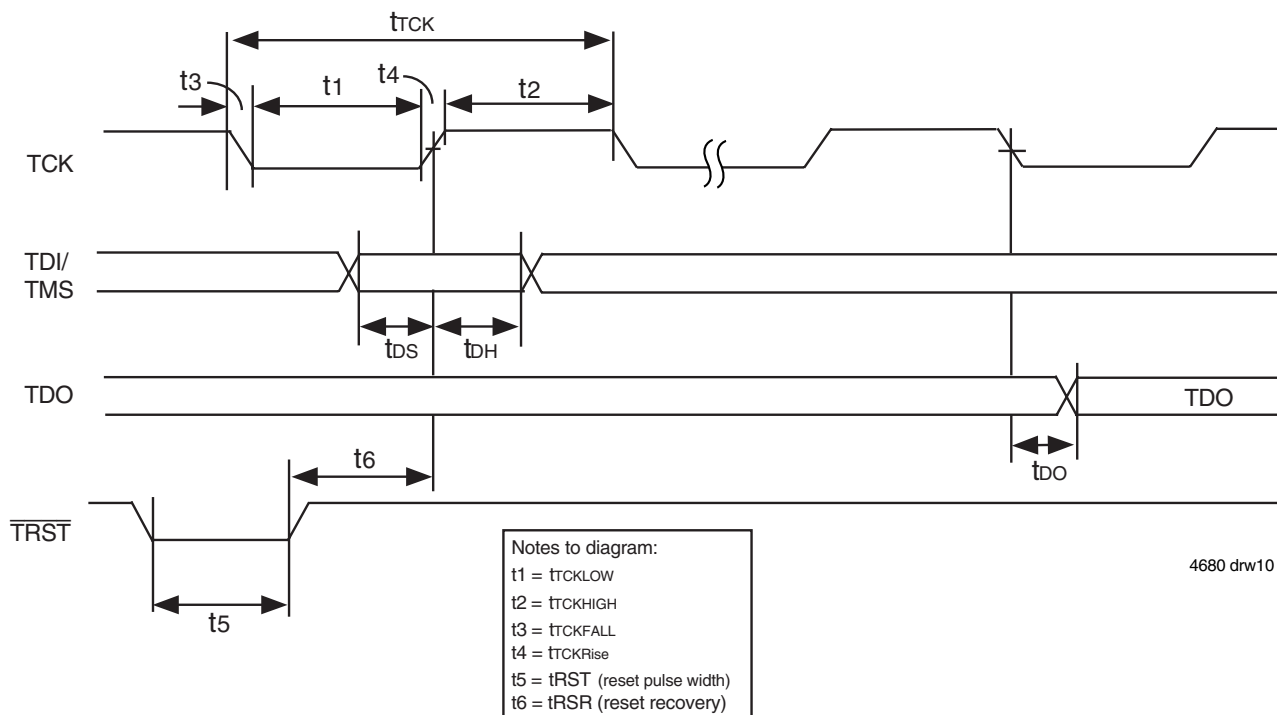 tTCK
t3
t1
t4
t2
TCK
TDI/
TMS
tDS
tDH
TDO
TDO
t6
tDO
TRST
t5
Notes to diagram:
t1 = tTCKLOW
t2 = tTCKHIGH
t3 = tTCKFALL
t4 = tTCKRise
t5 = tRST (reset pulse width)
t6 = tRSR (reset recovery)
4680 drw10